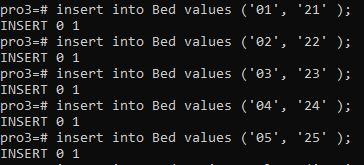 pro3=# insert into Bed values ('01', '21' );
INSERT 0 1
pro3=# insert into Bed values ('02', '22' );
INSERT 0 1
pro3=# insert into Bed values ('03', '23' );
INSERT 0 1
pro3=# insert into Bed values ('04', '24' );
INSERT 0 1
pro3=# insert into Bed values ('05', '25' );
INSERT 0 1